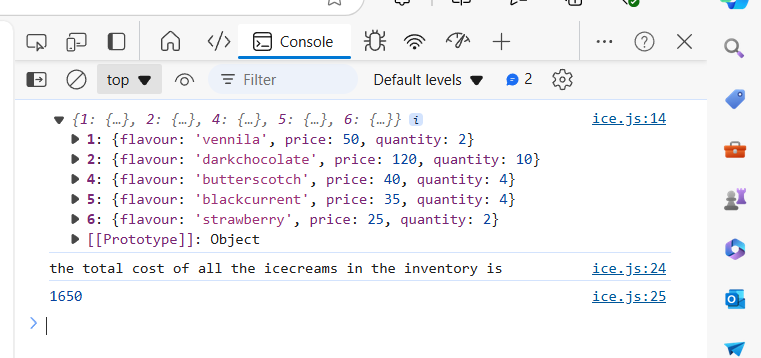 Console
top
Filter
Default levels
2
{1: {…}, 2: {…}, 4: {…}, 5: {…}, 6: {…}} i
ice.js:14
1: {flavour: 'vennila', price: 50, quantity: 2}
2: {flavour: 'darkchocolate', price: 120, quantity: 10}
4: {flavour: 'butterscotch', price: 40, quantity: 4}
5: {flavour: 'blackcurrent', price: 35, quantity: 4}
6: {flavour: 'strawberry', price: 25, quantity: 2}
[[Prototype]]: Object
the total cost of all the icecreams in the inventory is
ice.js:24
1650
ice.js:25